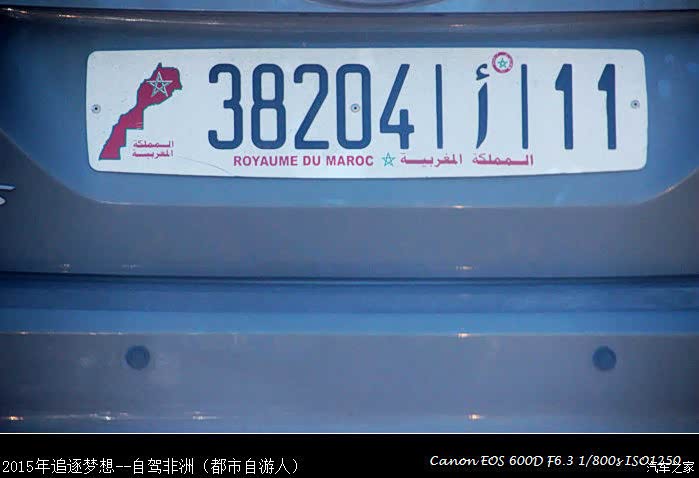 38204 | أ | 11
المملكة
المغربية
ROYAUME DU MAROC المملكة المغربية
2015年追逐梦想--自驾非洲（都市自游人）
Canon EOS 600D F6.3 1/800s ISO1250
汽车之家